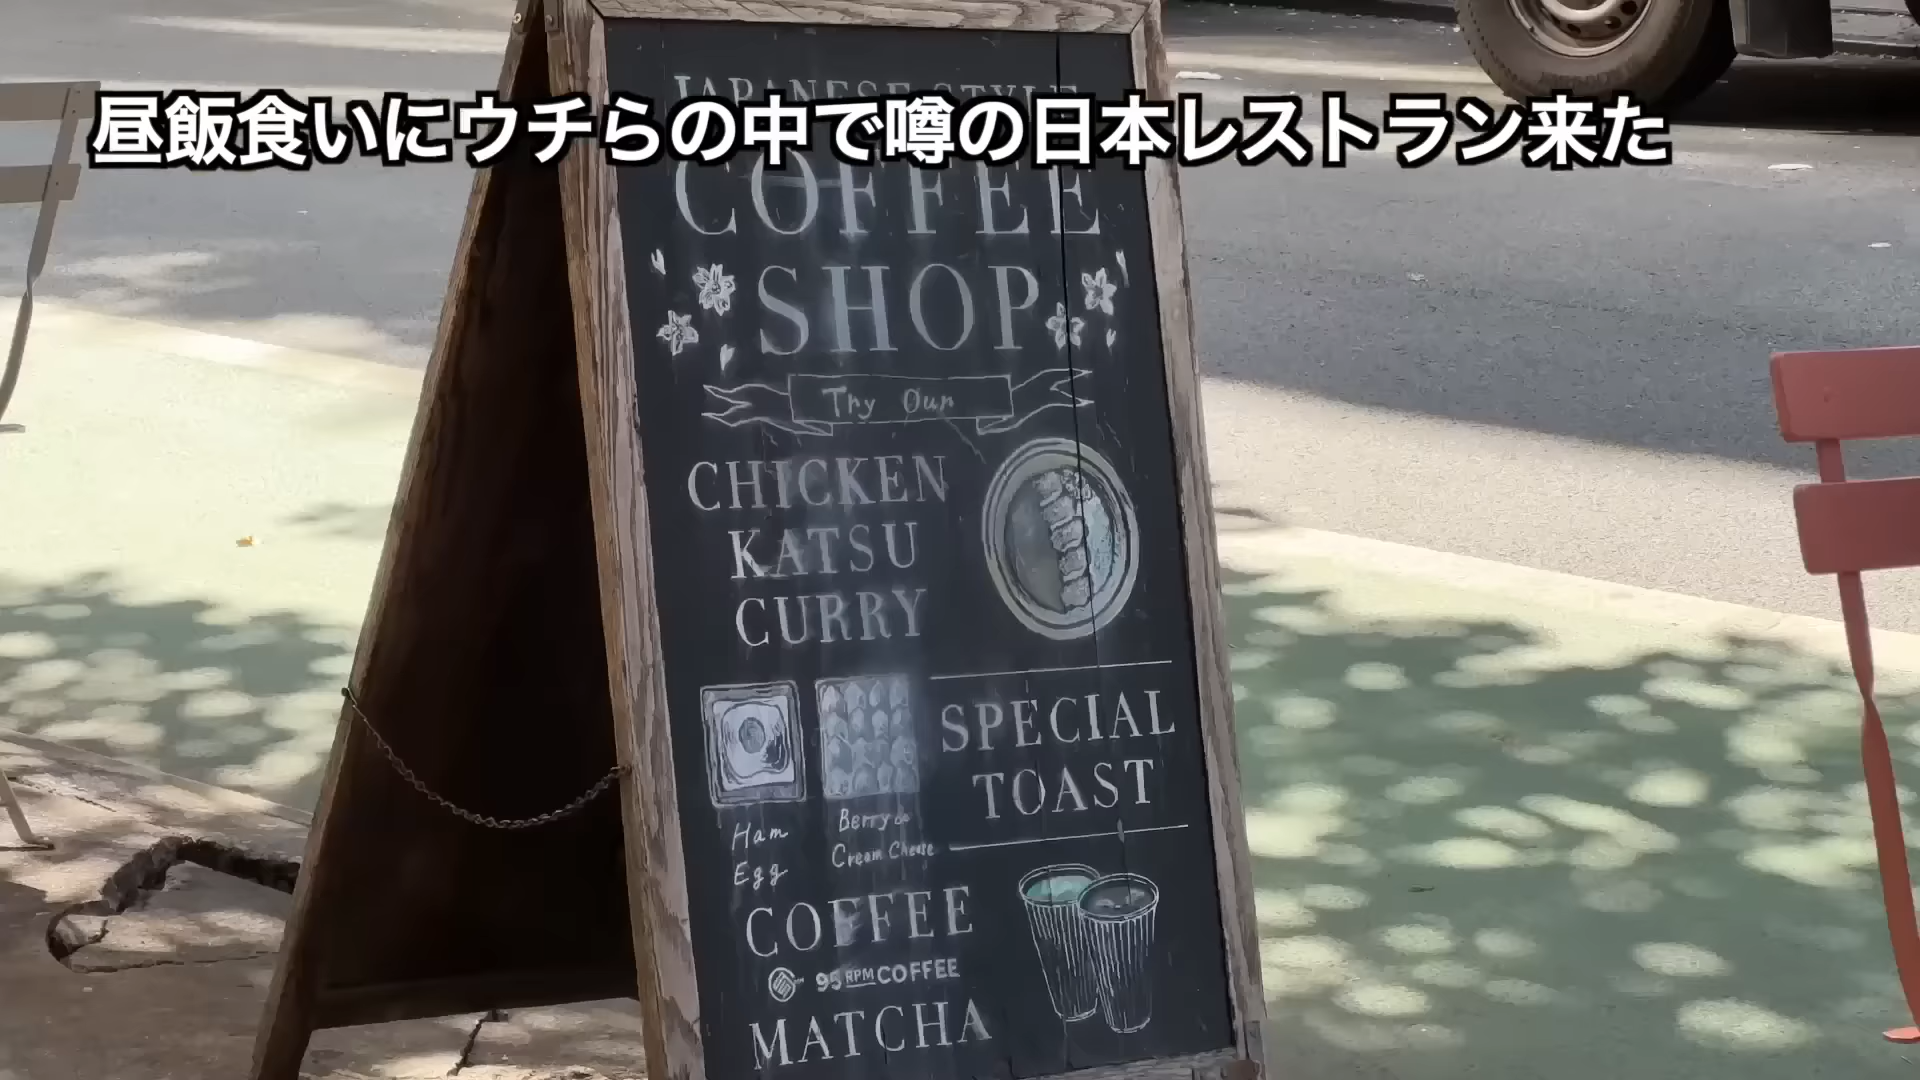 昼飯食いにウチらの中で噂の日本レストラン来た
JAPANESE STYLE
COFFEE
SHOP
Try Our
CHICKEN
KATSU
CURRY
SPECIAL
TOAST
Ham
Egg
Berry &
Cream Cheese
COFFEE
95 RPM COFFEE
MATCHA